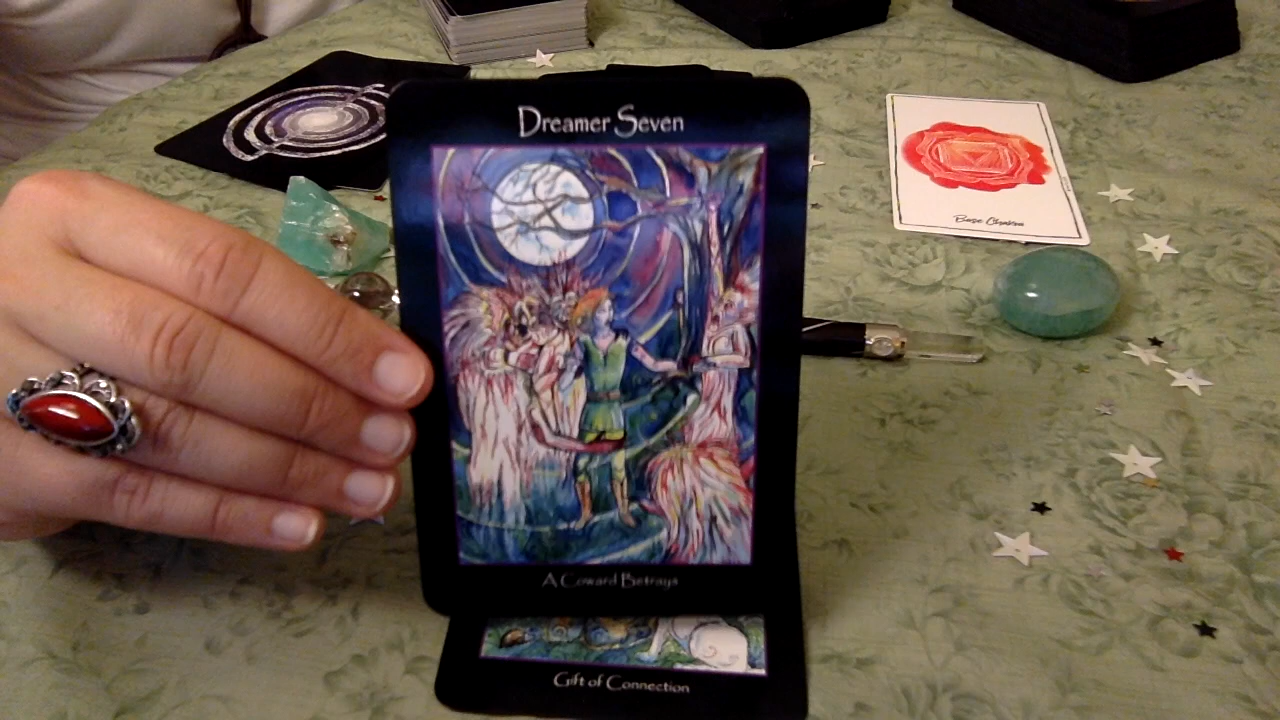 Dreamer Seven
Base Chakra
A Coward Betrays
Gift of Connection